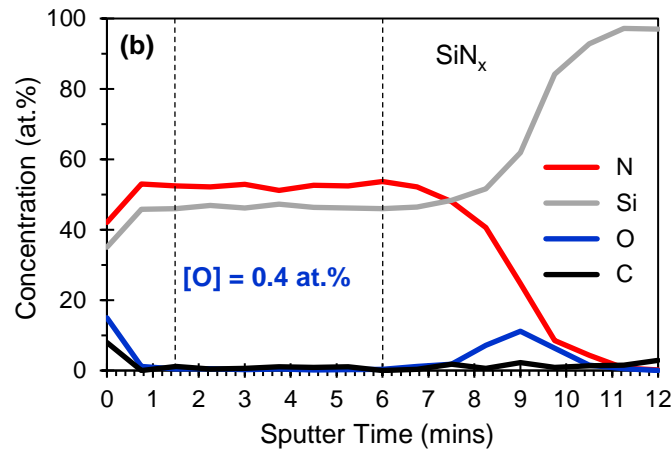 100
(b)
SiNₓ
80
60
40
20
0
Concentration (at.%)
N
Si
O
C
[O] = 0.4 at.%
0 1 2 3 4 5 6 7 8 9 10 11 12
Sputter Time (mins)